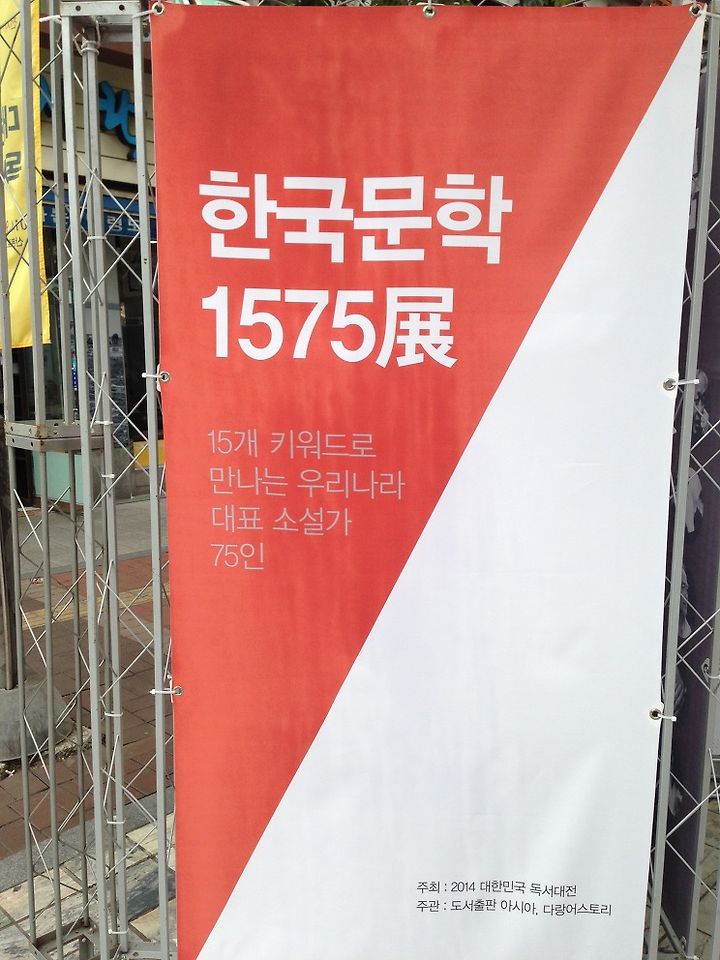 한국문학
1575展
15개 키워드로
만나는 우리나라
대표 소설가
75인
주최 : 2014 대한민국 독서대전
주관 : 도서출판 아시아, 다랑어스토리